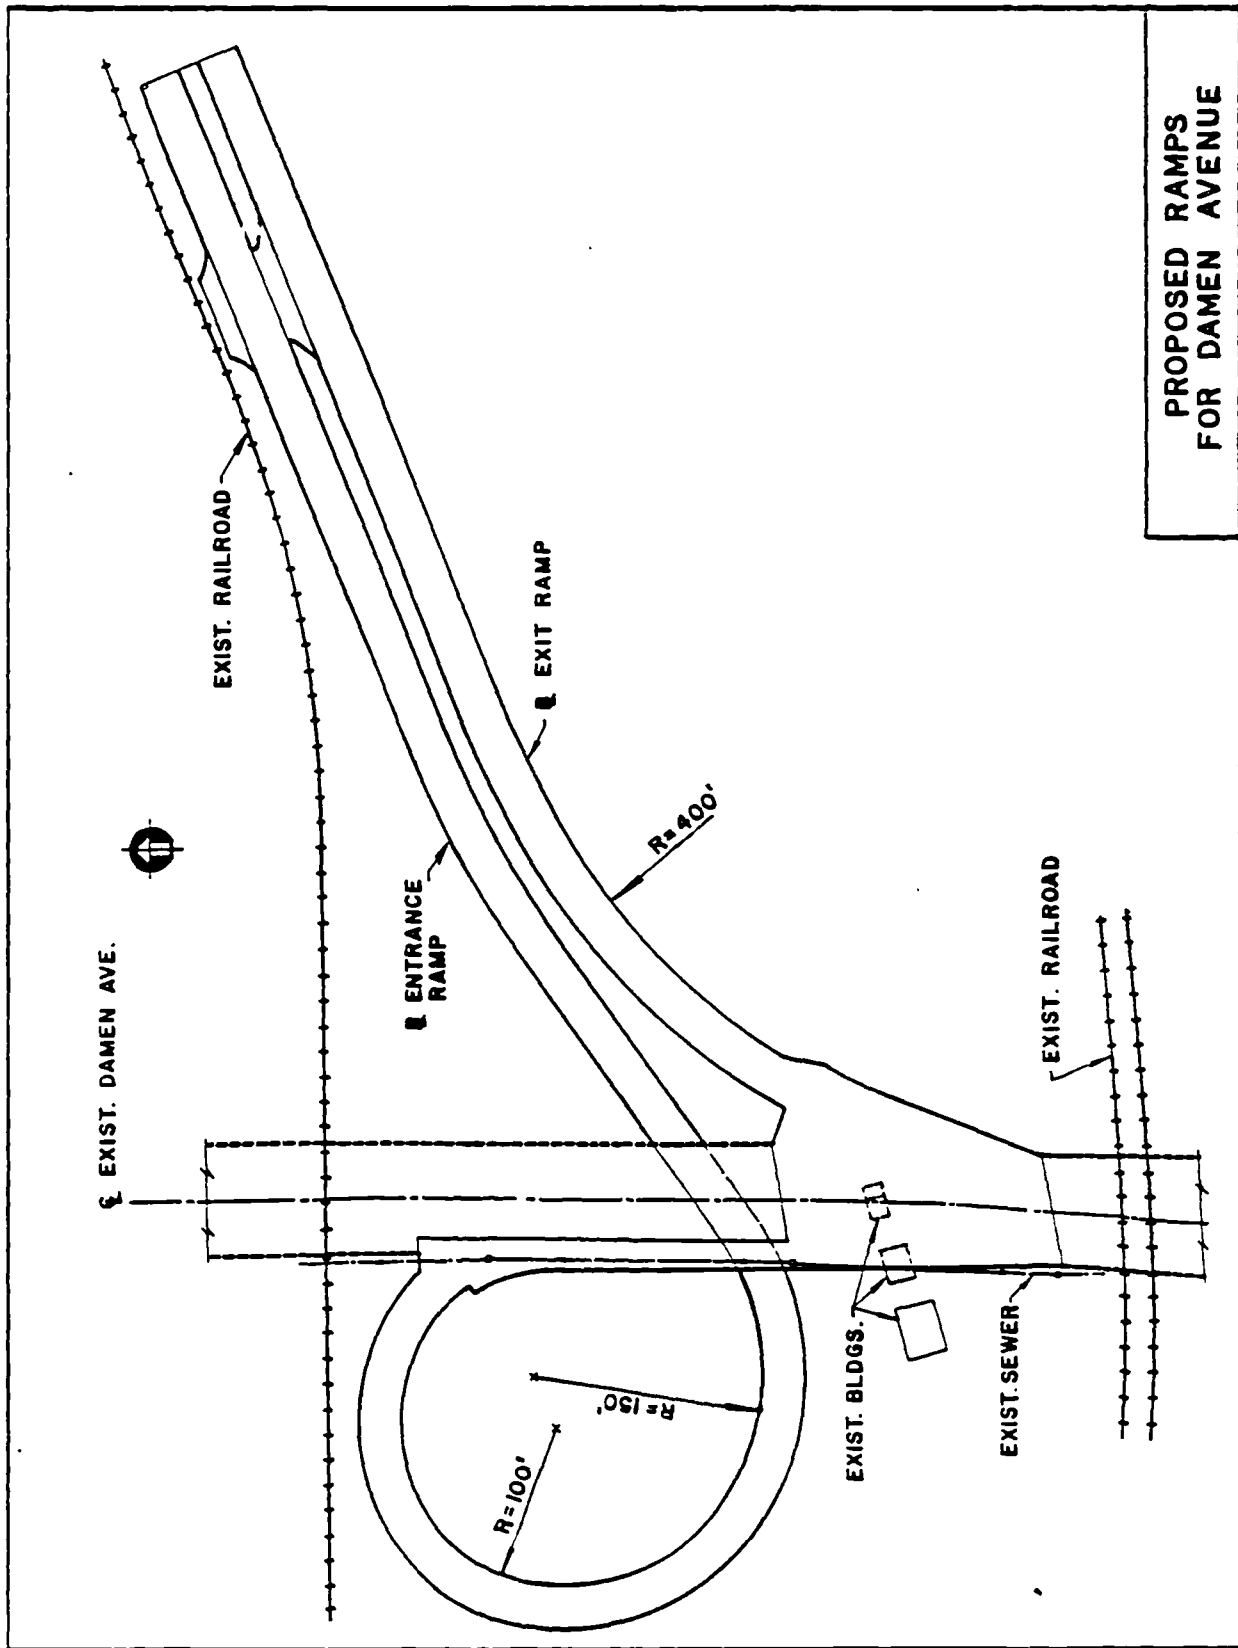 ℄ EXIST. DAMEN AVE.
EXIST. RAILROAD
ENTRANCE
RAMP
EXIT RAMP
R=400'
R=150'
R=100'
EXIST. BLDGS.
EXIST. SEWER
EXIST. RAILROAD
PROPOSED RAMPS
FOR DAMEN AVENUE